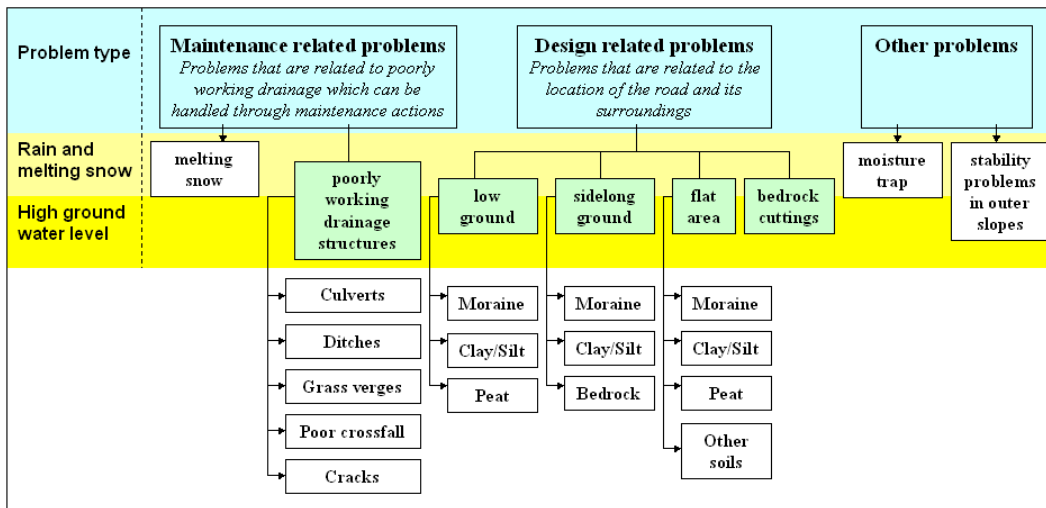 Problem type
Maintenance related problems
Problems that are related to poorly
working drainage which can be
handled through maintenance actions
Design related problems
Problems that are related to the
location of the road and its
surroundings
Other problems
Rain and
melting snow
High ground
water level
melting
snow
poorly
working
drainage
structures
low
ground
sidelong
ground
flat
area
bedrock
cuttings
moisture
trap
stability
problems
in outer
slopes
Culverts
Ditches
Grass verges
Poor crossfall
Cracks
Moraine
Clay/Silt
Peat
Moraine
Clay/Silt
Bedrock
Moraine
Clay/Silt
Peat
Other
soils